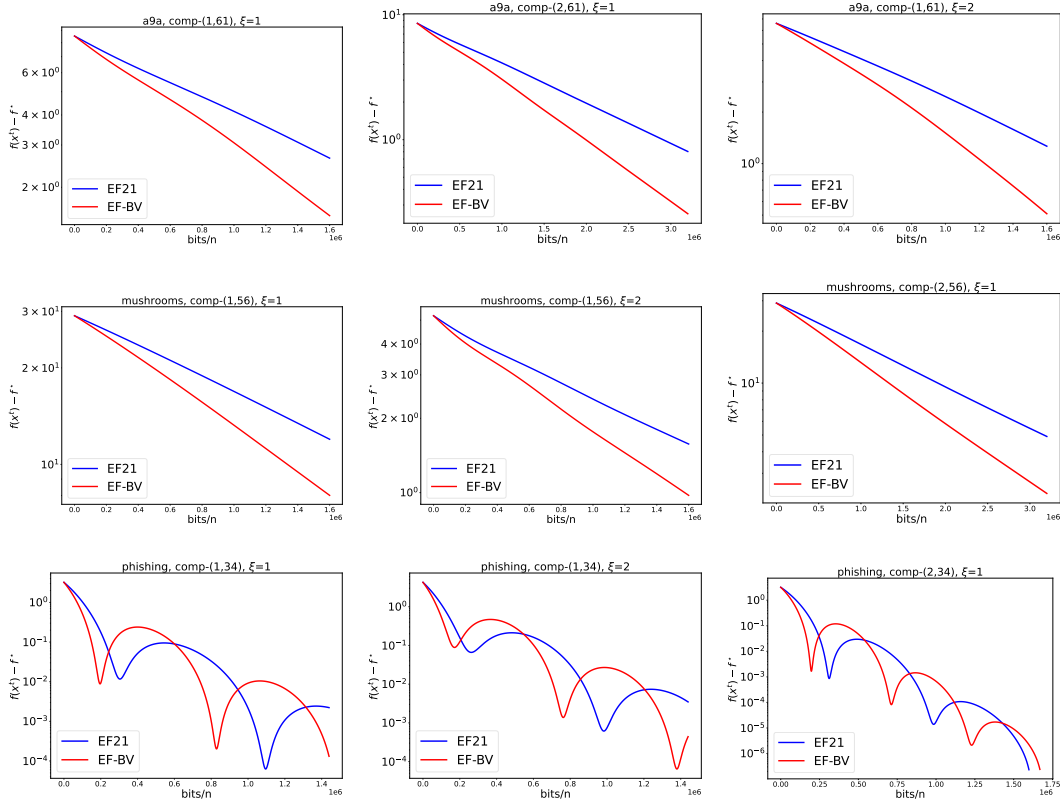 a9a, comp-(1,61), ξ=1
6 × 10⁰
4 × 10⁰
3 × 10⁰
2 × 10⁰
f(xᵗ) − f⋆
EF21
EF-BV
0.0 0.2 0.4 0.6 0.8 1.0 1.2 1.4 1.6
1e6
bits/n
a9a, comp-(2,61), ξ=1
10¹
10⁰
f(xᵗ) − f⋆
EF21
EF-BV
0.0 0.5 1.0 1.5 2.0 2.5 3.0
1e6
bits/n
a9a, comp-(1,61), ξ=2
10⁰
f(xᵗ) − f⋆
EF21
EF-BV
0.0 0.2 0.4 0.6 0.8 1.0 1.2 1.4 1.6
1e6
bits/n
mushrooms, comp-(1,56), ξ=1
3 × 10¹
2 × 10¹
10¹
f(xᵗ) − f⋆
EF21
EF-BV
0.0 0.2 0.4 0.6 0.8 1.0 1.2 1.4 1.6
1e6
bits/n
mushrooms, comp-(1,56), ξ=2
4 × 10⁰
3 × 10⁰
2 × 10⁰
10⁰
f(xᵗ) − f⋆
EF21
EF-BV
0.0 0.2 0.4 0.6 0.8 1.0 1.2 1.4 1.6
1e6
bits/n
mushrooms, comp-(2,56), ξ=1
10¹
f(xᵗ) − f⋆
EF21
EF-BV
0.0 0.5 1.0 1.5 2.0 2.5 3.0
1e6
bits/n
phishing, comp-(1,34), ξ=1
10⁰
10⁻¹
10⁻²
10⁻³
10⁻⁴
f(xᵗ) − f⋆
EF21
EF-BV
0.0 0.2 0.4 0.6 0.8 1.0 1.2 1.4
1e6
bits/n
phishing, comp-(1,34), ξ=2
10⁰
10⁻¹
10⁻²
10⁻³
10⁻⁴
f(xᵗ) − f⋆
EF21
EF-BV
0.0 0.2 0.4 0.6 0.8 1.0 1.2 1.4
1e6
bits/n
phishing, comp-(2,34), ξ=1
10⁰
10⁻¹
10⁻²
10⁻³
10⁻⁴
10⁻⁵
10⁻⁶
f(xᵗ) − f⋆
EF21
EF-BV
0.00 0.25 0.50 0.75 1.00 1.25 1.50 1.75
1e6
bits/n